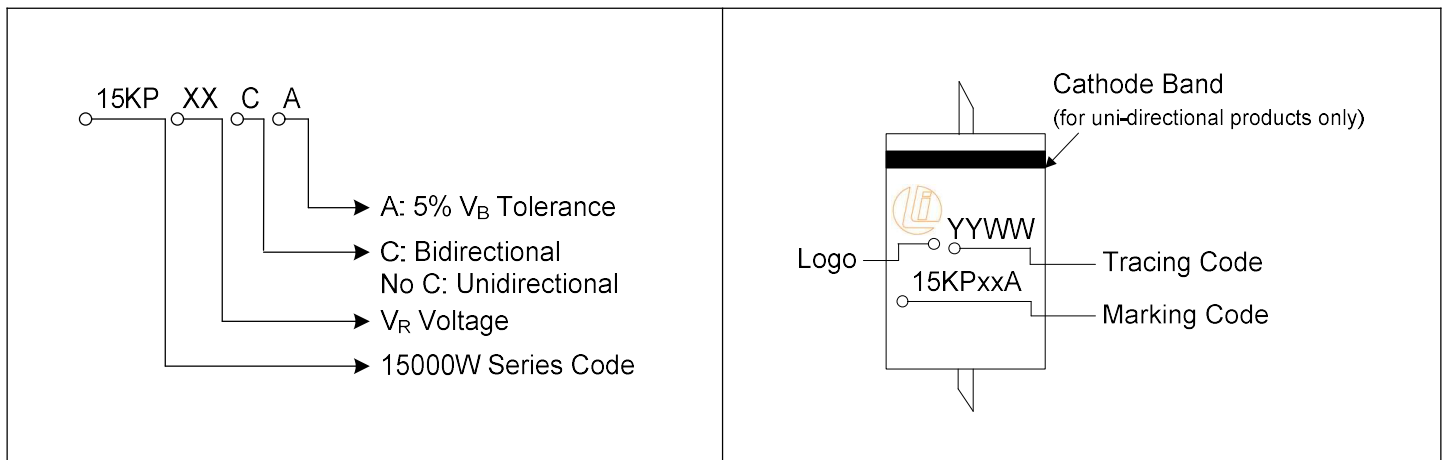 15KP XX C A
A: 5% VB Tolerance
C: Bidirectional
No C: Unidirectional
VR Voltage
15000W Series Code
Cathode Band
(for uni-directional products only)
YYWW
Logo
Tracing Code
15KPxxA
Marking Code